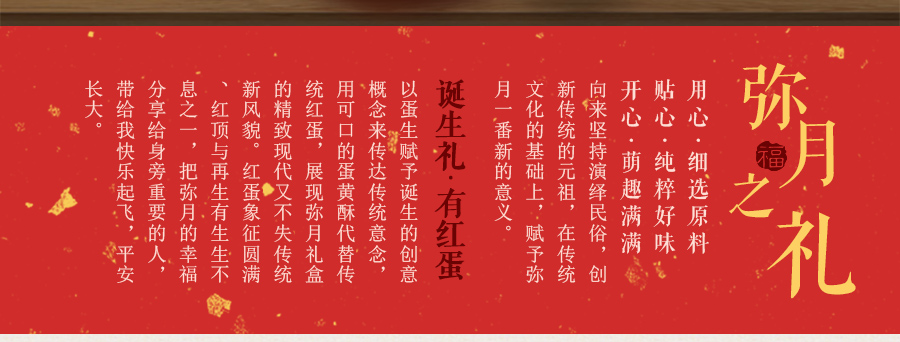 弥月之礼
福
用心·细选原料
贴心·纯粹好味
开心·萌趣满满
向来坚持演绎民俗，创
新传统的元祖，在传统
文化的基础上，赋予弥
月一番新的意义。
诞生礼·有红蛋
以蛋生赋予诞生的创意
概念来传达传统意念，
用可口的蛋黄酥代替传
统红蛋，展现弥月礼盒
的精致现代又不失传统
新风貌。红蛋象征圆满
、红顶与再生有生生不
息之一，把弥月的幸福
分享给身旁重要的人，
带给我快乐起飞，平安
长大。